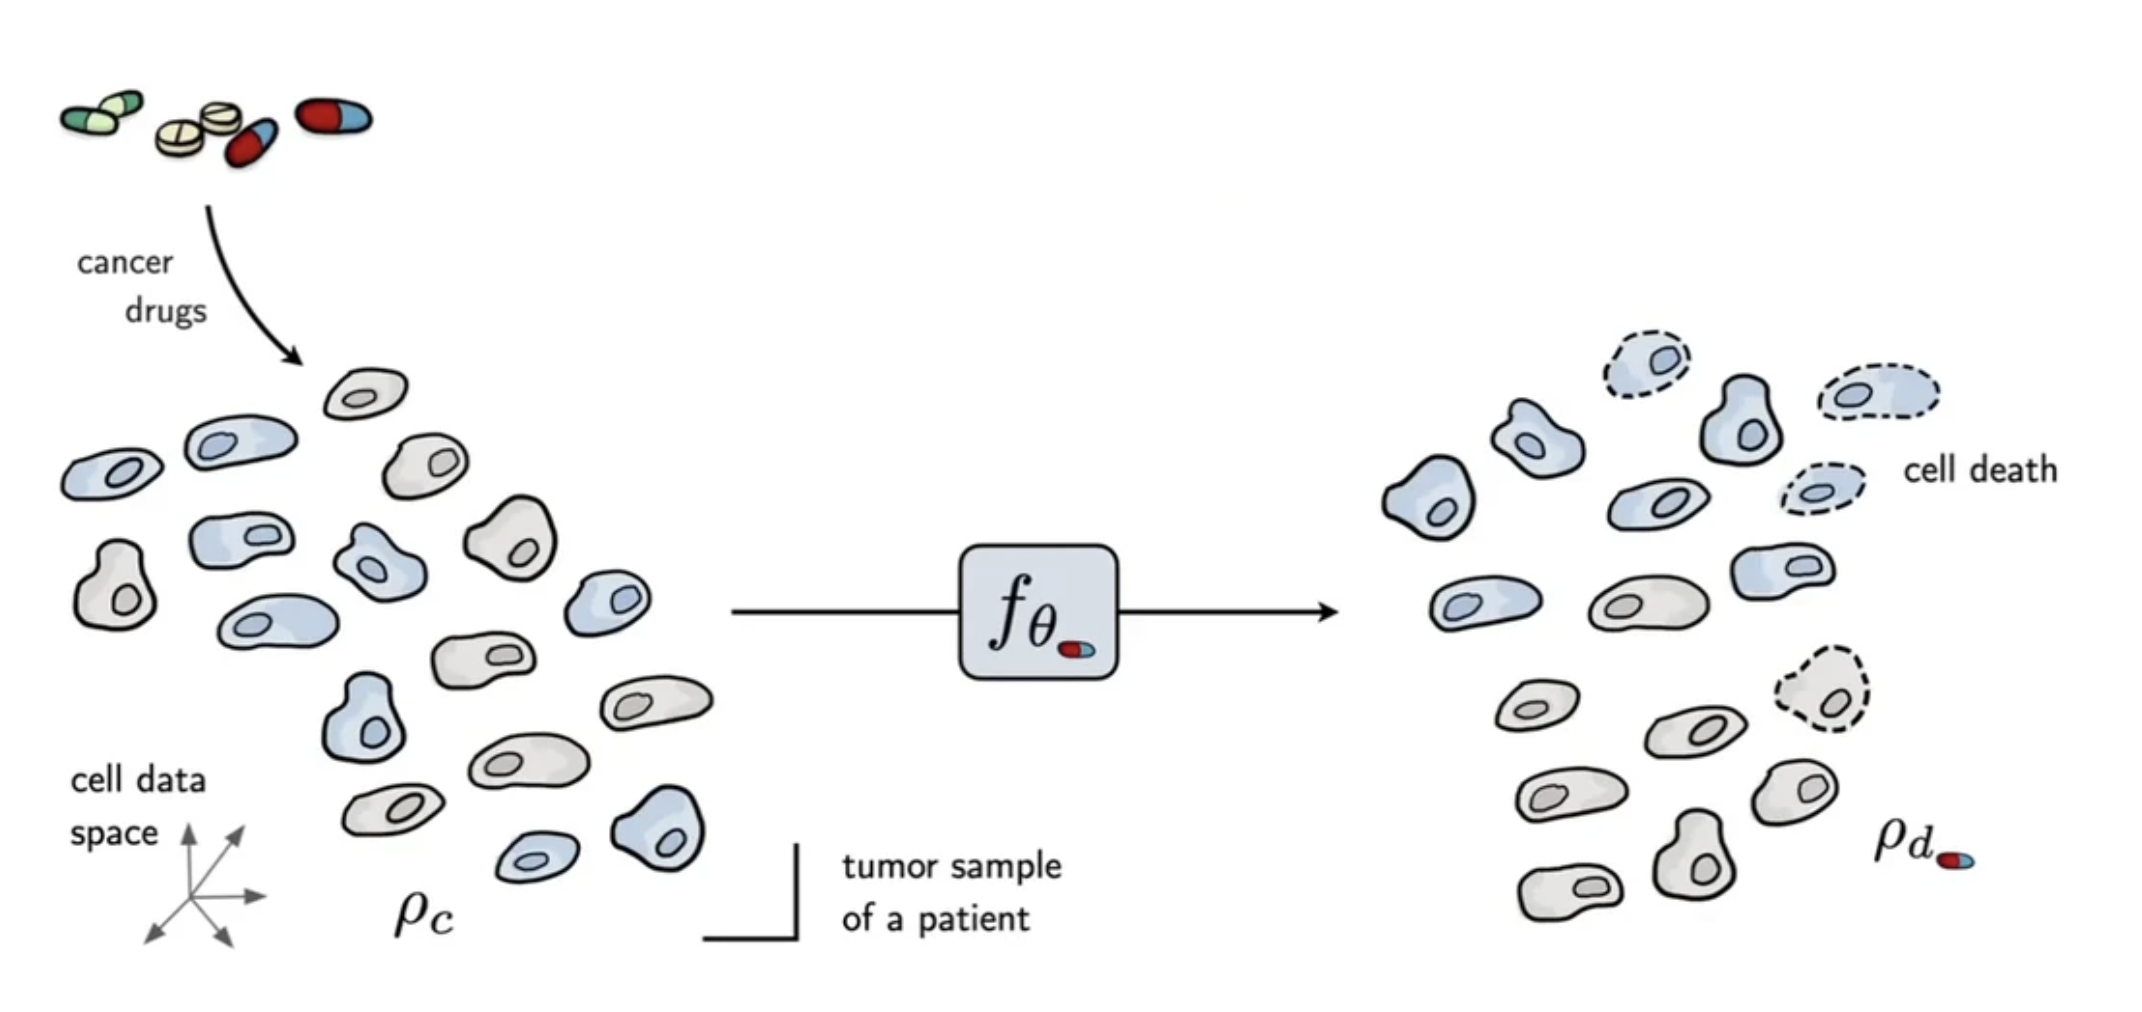 cancer
drugs
cell death
fθ
cell data
space
ρd
tumor sample
of a patient
ρc